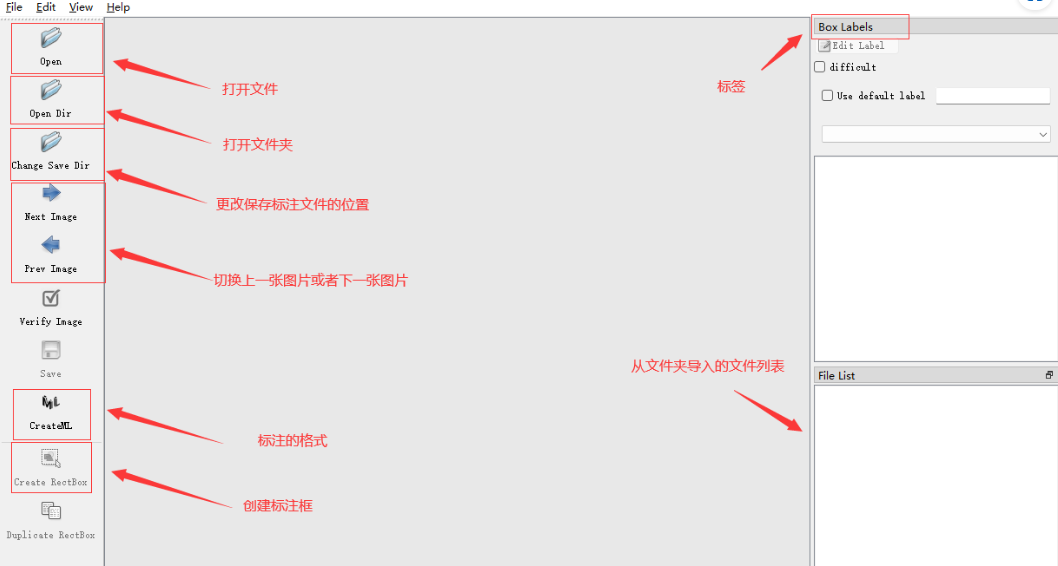 File Edit View Help
Open
打开文件
Open Dir
打开文件夹
Change Save Dir
更改保存标注文件的位置
Next Image
Prev Image
切换上一张图片或者下一张图片
Verify Image
Save
CreateML
标注的格式
Create RectBox
创建标注框
Duplicate RectBox
标签
Box Labels
Edit Label
difficult
Use default label
从文件夹导入的文件列表
File List